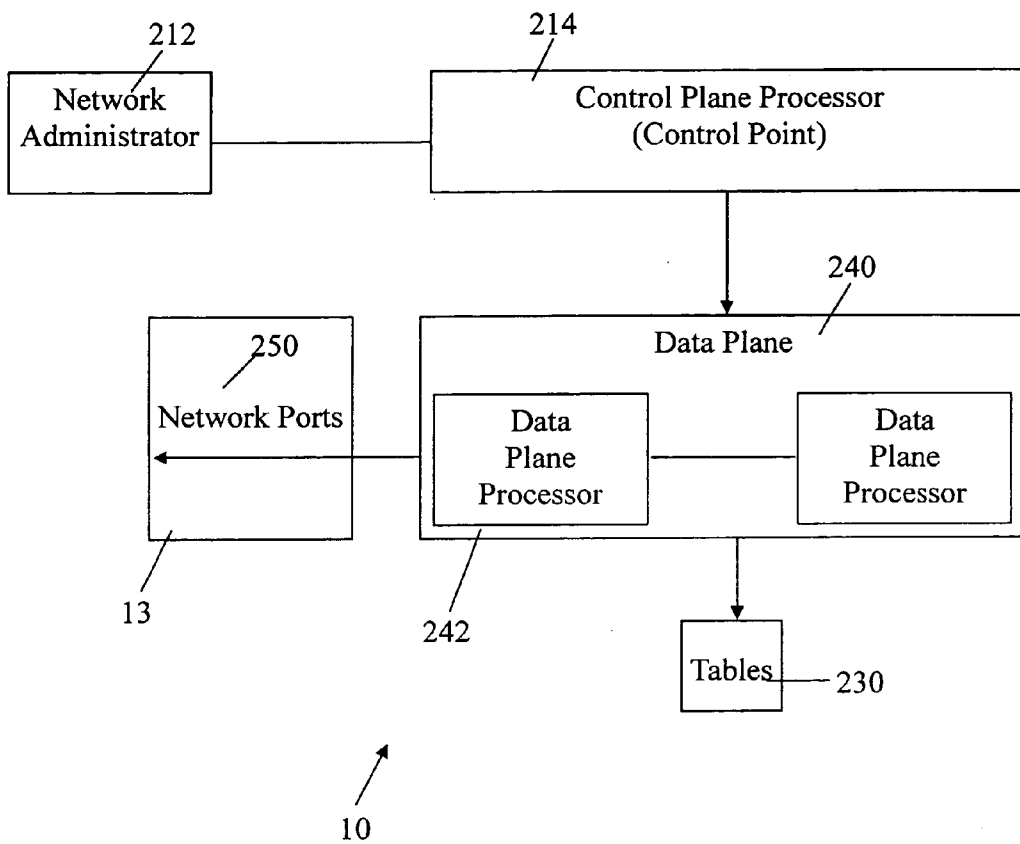 212
214
Network
Administrator
Control Plane Processor
(Control Point)
240
250
Data Plane
Network Ports
Data
Plane
Processor
Data
Plane
Processor
13
242
Tables
230
10